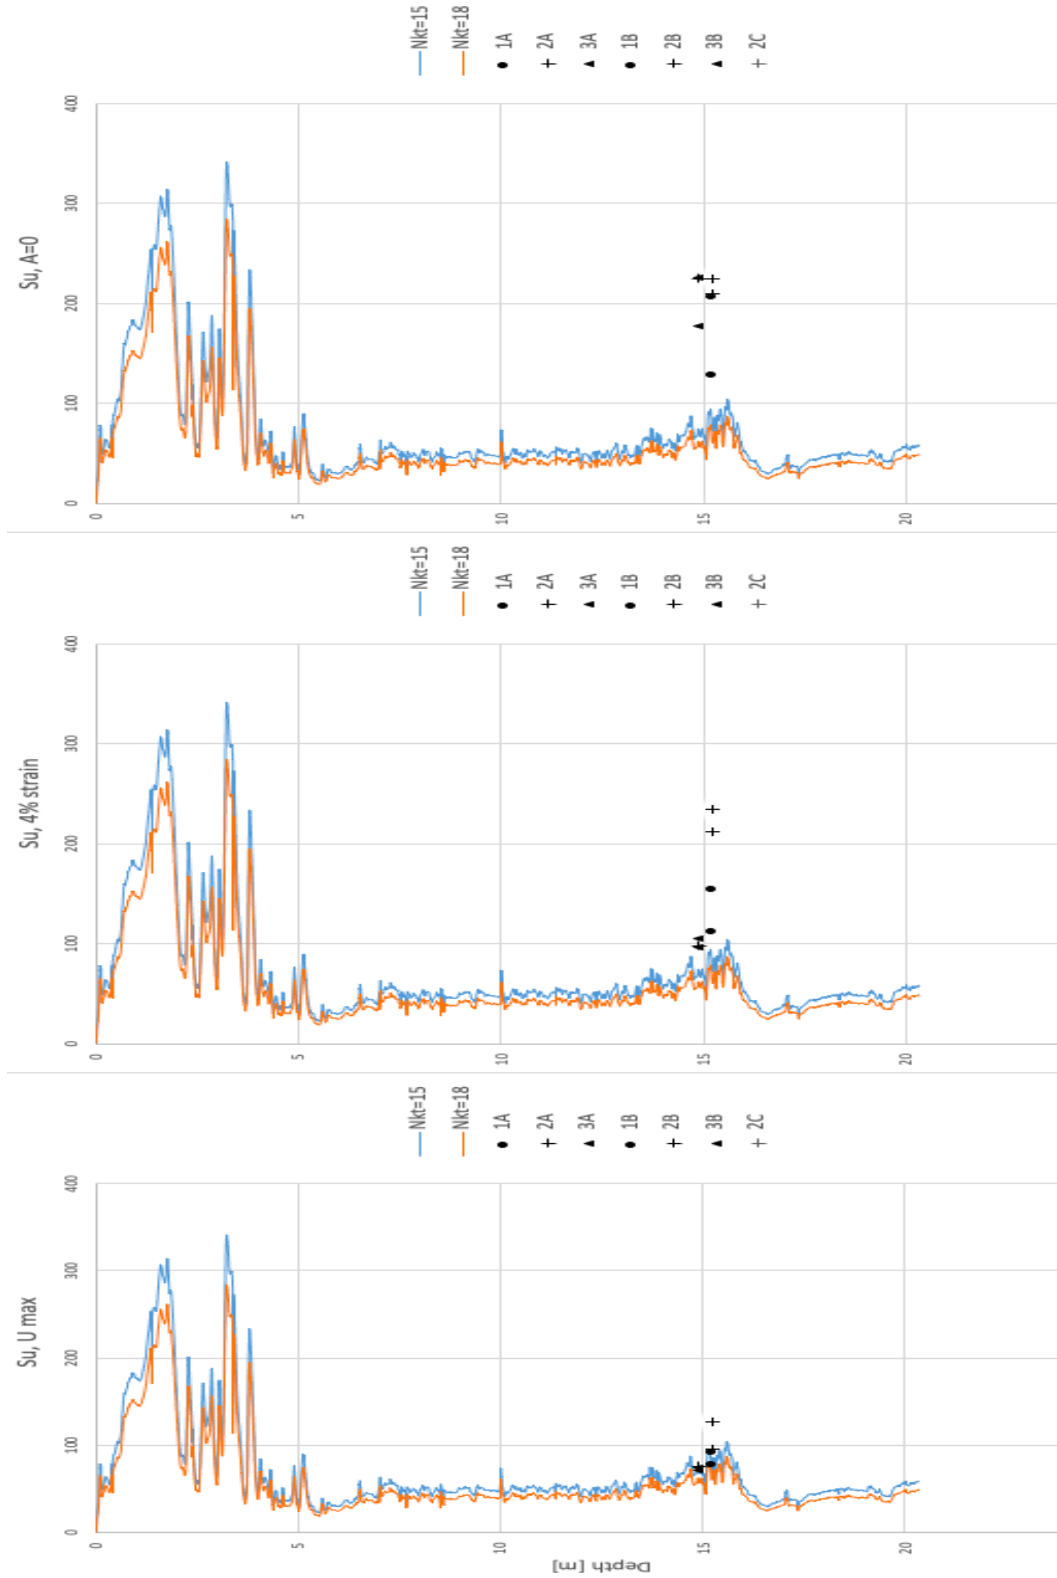 Su, U max
0
100
200
300
400
0
5
10
15
20
Depth [m]
Nkt=15
Nkt=18
1A
2A
3A
1B
2B
3B
2C
Su, 4% strain
0
100
200
300
400
0
5
10
15
20
Nkt=15
Nkt=18
1A
2A
3A
1B
2B
3B
2C
Su, A=0
0
100
200
300
400
0
5
10
15
20
Nkt=15
Nkt=18
1A
2A
3A
1B
2B
3B
2C